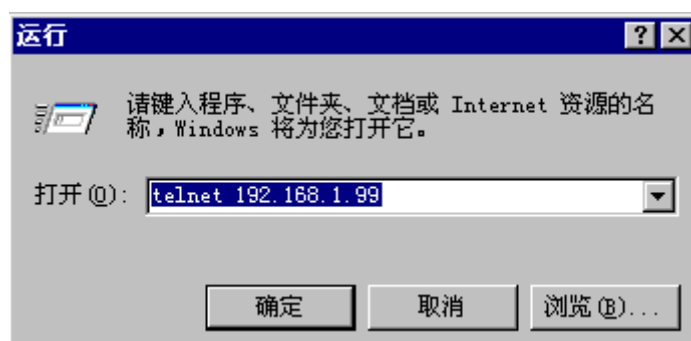 运行
请键入程序、文件夹、文档或 Internet 资源的名
称，Windows 将为您打开它。
打开(O): telnet 192.168.1.99
确定 取消 浏览(B)...